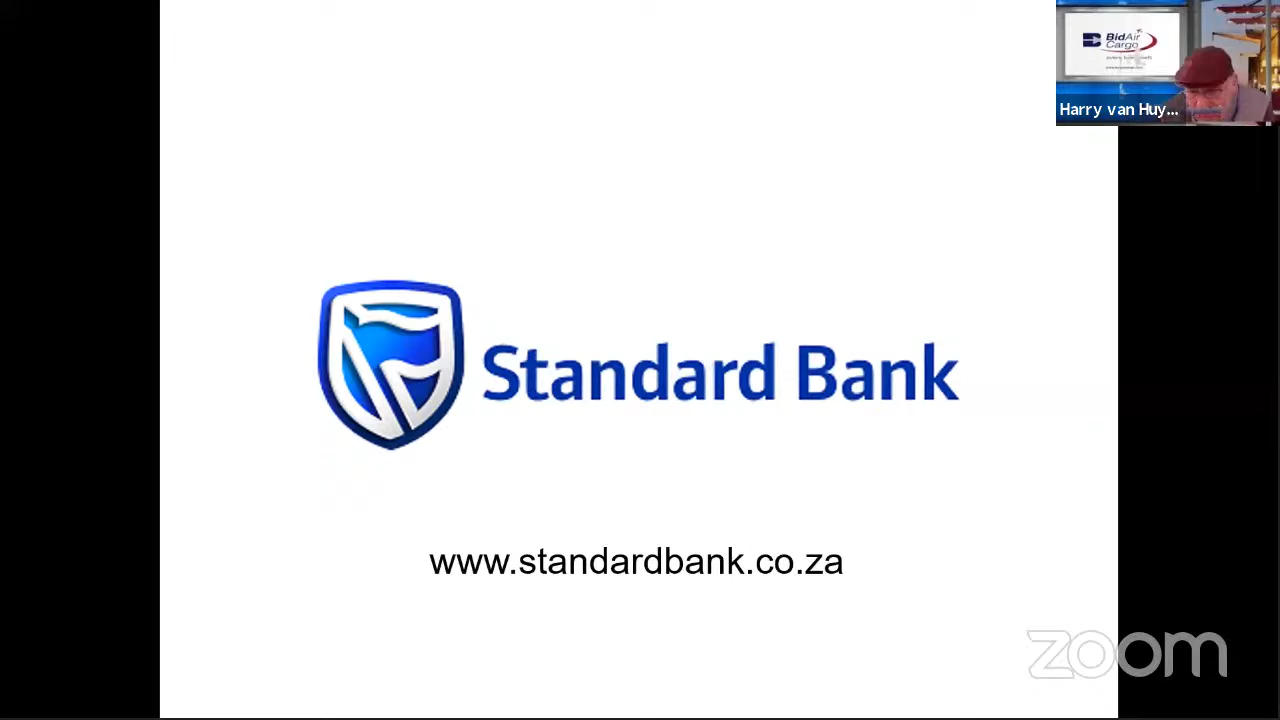 BidAir
Cargo
Harry van Huy...
Standard Bank
www.standardbank.co.za
zoom